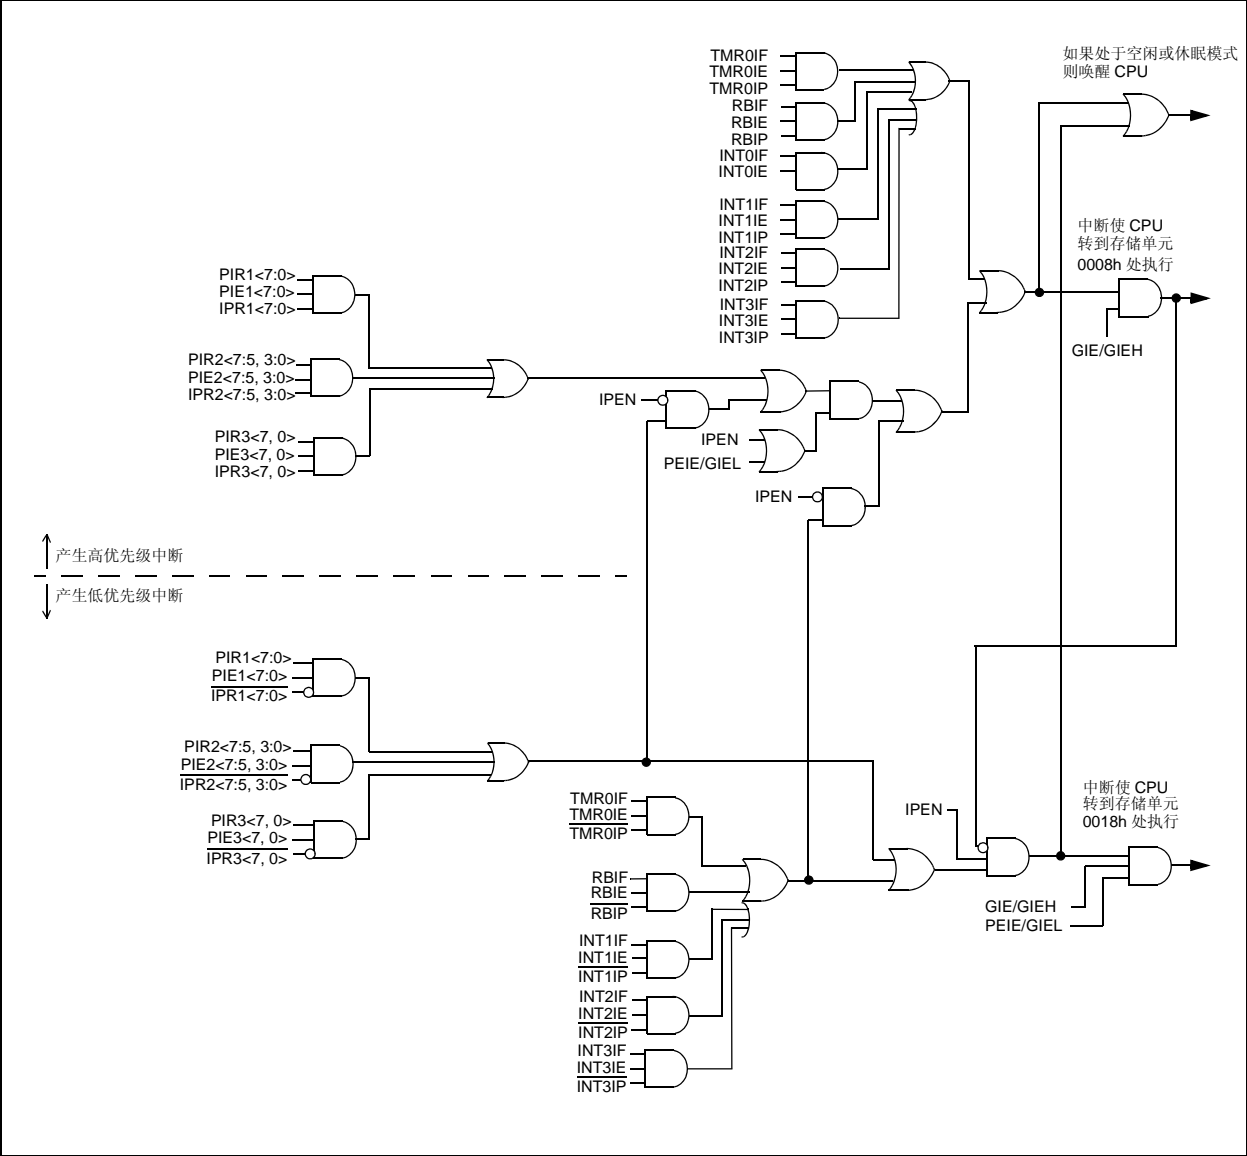 TMR0IF
TMR0IE
TMR0IP
RBIF
RBIE
RBIP
INT0IF
INT0IE
INT1IF
INT1IE
INT1IP
INT2IF
INT2IE
INT2IP
INT3IF
INT3IE
INT3IP
如果处于空闲或休眠模式
则唤醒 CPU
中断使 CPU
转到存储单元
0008h 处执行
GIE/GIEH
PIR1<7:0>
PIE1<7:0>
IPR1<7:0>
PIR2<7:5, 3:0>
PIE2<7:5, 3:0>
IPR2<7:5, 3:0>
PIR3<7, 0>
PIE3<7, 0>
IPR3<7, 0>
IPEN
IPEN
PEIE/GIEL
IPEN
产生高优先级中断
产生低优先级中断
PIR1<7:0>
PIE1<7:0>
IPR1<7:0>
PIR2<7:5, 3:0>
PIE2<7:5, 3:0>
IPR2<7:5, 3:0>
PIR3<7, 0>
PIE3<7, 0>
IPR3<7, 0>
TMR0IF
TMR0IE
TMR0IP
RBIF
RBIE
RBIP
INT1IF
INT1IE
INT1IP
INT2IF
INT2IE
INT2IP
INT3IF
INT3IE
INT3IP
IPEN
中断使 CPU
转到存储单元
0018h 处执行
GIE/GIEH
PEIE/GIEL